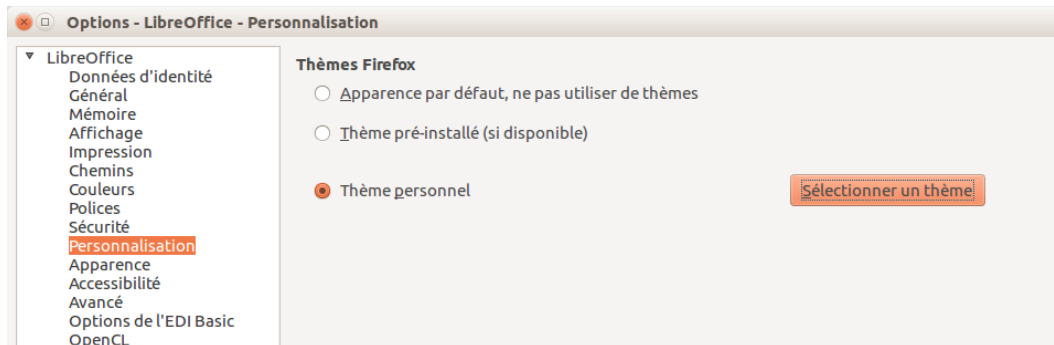 Options - LibreOffice - Personnalisation
LibreOffice
Données d'identité
Général
Mémoire
Affichage
Impression
Chemins
Couleurs
Polices
Sécurité
Personnalisation
Apparence
Accessibilité
Avancé
Options de l'EDI Basic
OpenCL
Thèmes Firefox
Apparence par défaut, ne pas utiliser de thèmes
Thème pré-installé (si disponible)
Thème personnel
Sélectionner un thème